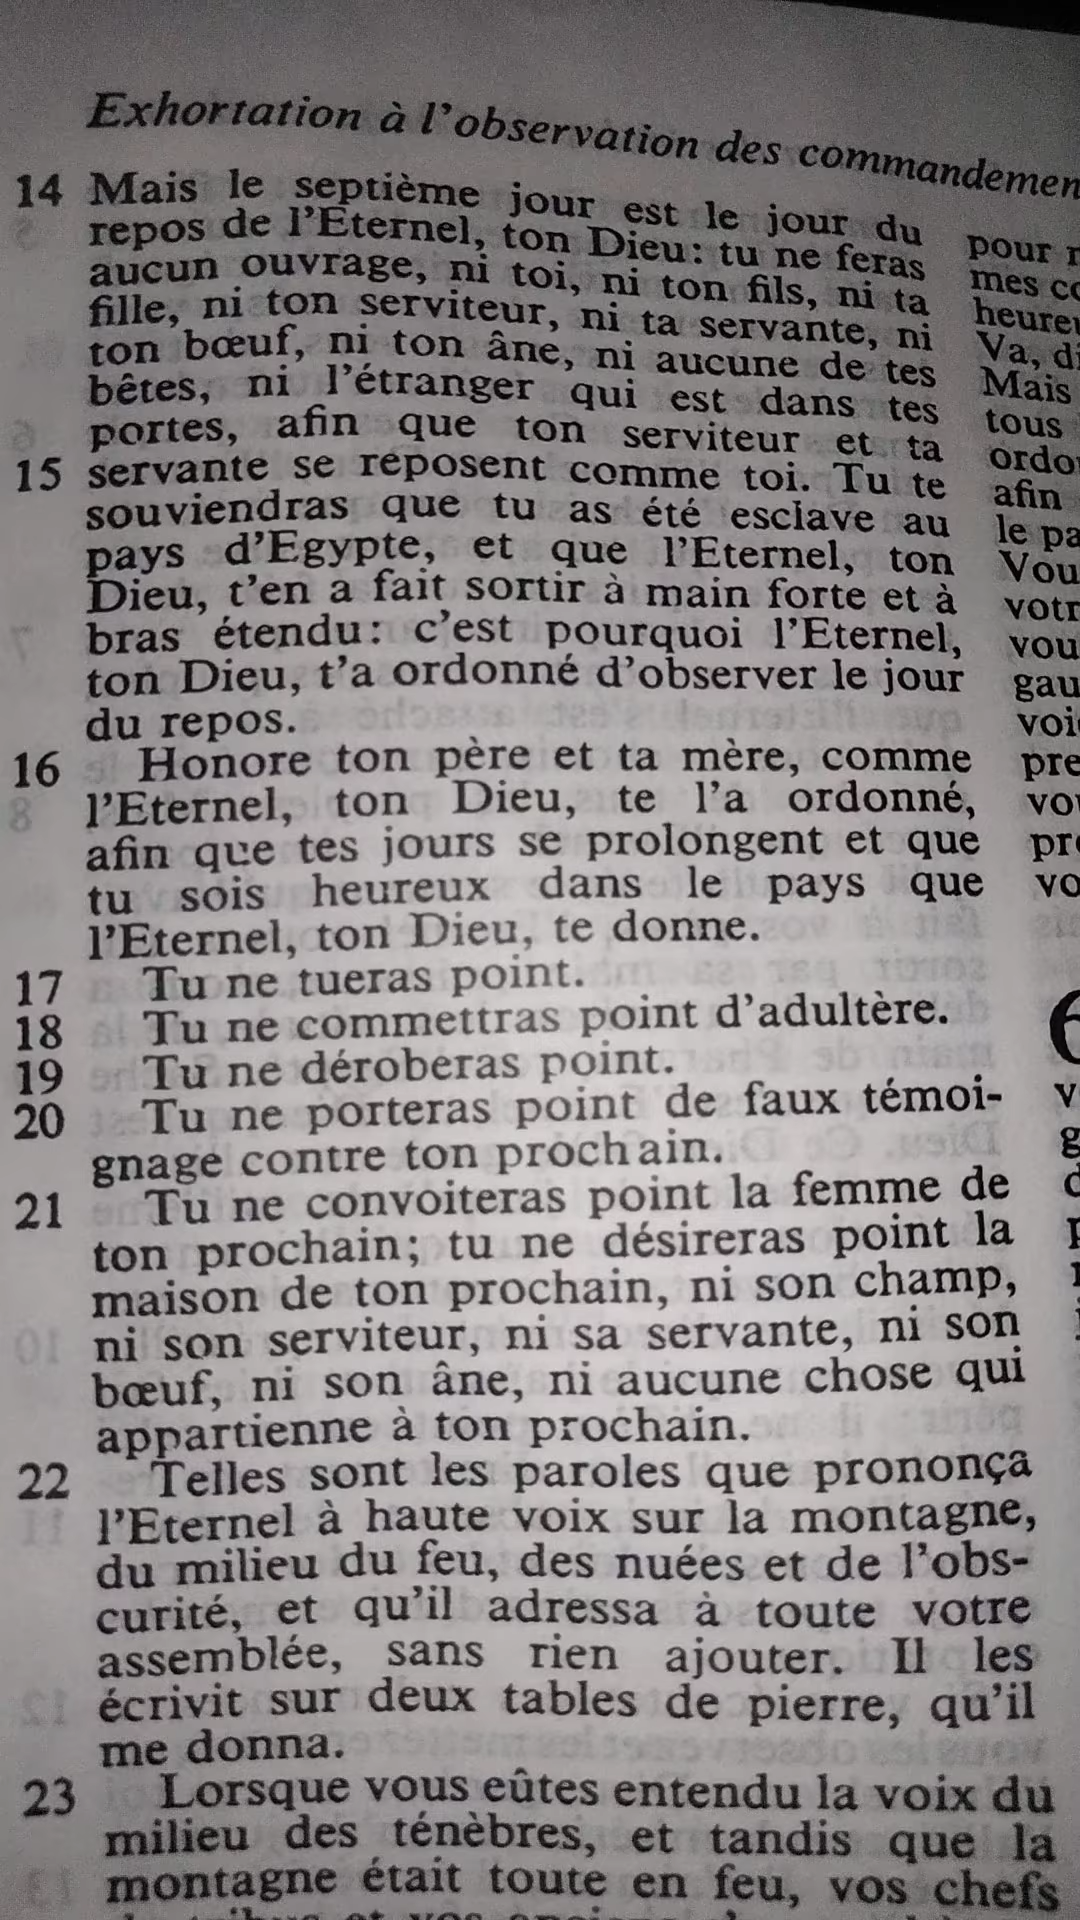 Exhortation à l'observation des
14 Mais le septième jour est le jour du
repos de l'Eternel, ton Dieu: tu ne feras
aucun ouvrage, ni toi, ni ton fils, ni ta
fille, ni ton serviteur, ni ta servante, ni
ton bœuf, ni ton âne, ni aucune de tes
bêtes, ni l'étranger qui est dans tes
portes, afin que ton serviteur et ta
15 servante se reposent comme toi. Tu te
souviendras que tu as été esclave au
pays d'Egypte, et que l'Eternel, ton
Dieu, t'en a fait sortir à main forte et à
bras étendu: c'est pourquoi l'Eternel,
ton Dieu, t'a ordonné d'observer le jour
du repos.
16 Honore ton père et ta mère, comme
l'Eternel, ton Dieu, te l'a ordonné,
afin que tes jours se prolongent et que
tu sois heureux dans le pays que
l'Eternel, ton Dieu, te donne.
17 Tu ne tueras point.
18 Tu ne commettras point d'adultère.
19 Tu ne déroberas point.
20 Tu ne porteras point de faux témoi-
gnage contre ton prochain.
21 Tu ne convoiteras point la femme de
ton prochain; tu ne désireras point la
maison de ton prochain, ni son champ,
ni son serviteur, ni sa servante, ni son
bœuf, ni son âne, ni aucune chose qui
appartienne à ton prochain.
22 Telles sont les paroles que prononça
l'Eternel à haute voix sur la montagne,
du milieu du feu, des nuées et de l'obs-
curité, et qu'il adressa à toute votre
assemblée, sans rien ajouter. Il les
écrivit sur deux tables de pierre, qu'il
me donna.
23 Lorsque vous eûtes entendu la voix du
milieu des ténèbres, et tandis que la
montagne était toute en feu, vos chefs
pour
mes
Va,
Mais
tous
afin
le
6